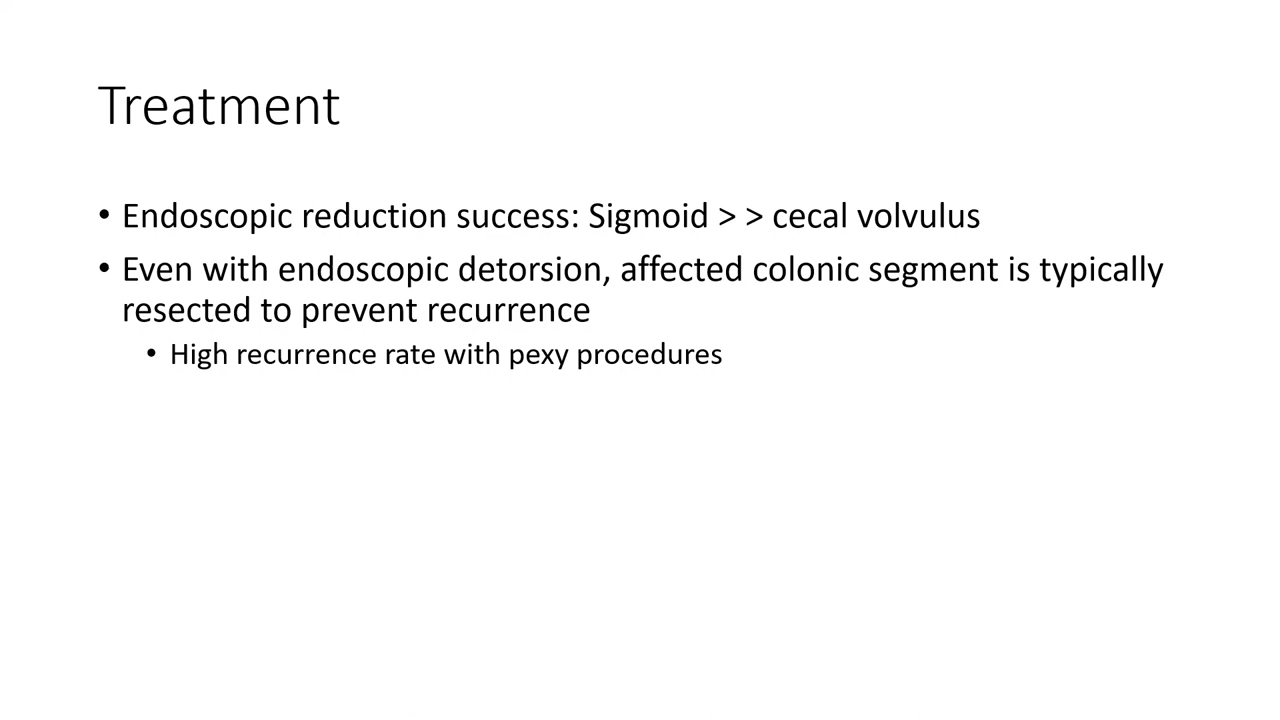 Treatment
• Endoscopic reduction success: Sigmoid > > cecal volvulus
• Even with endoscopic detorsion, affected colonic segment is typically
resected to prevent recurrence
• High recurrence rate with pexy procedures